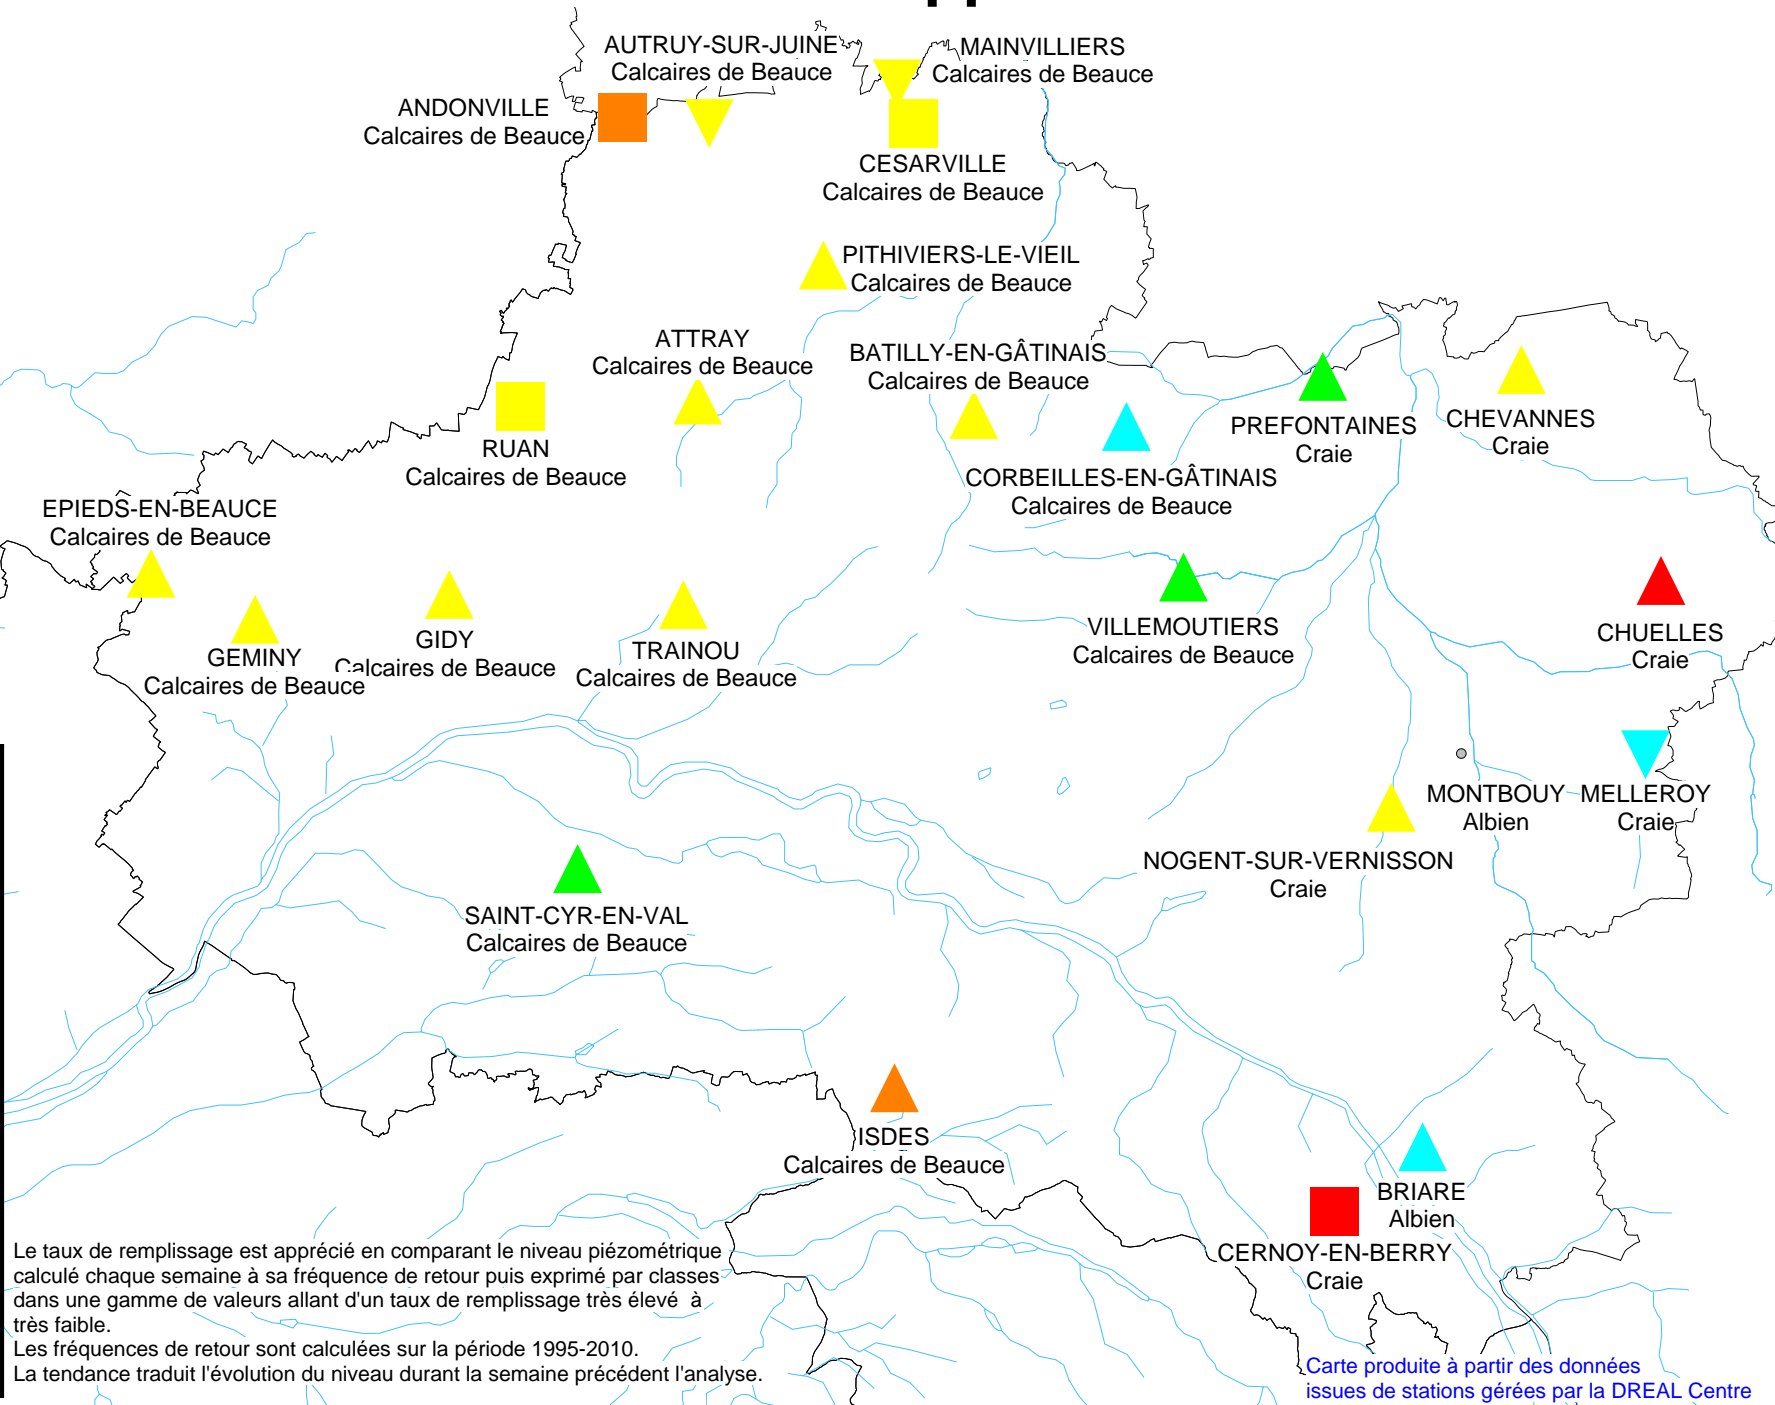 AUTRUY-SUR-JUINE
Calcaires de Beauce
MAINVILLIERS
Calcaires de Beauce
ANDONVILLE
Calcaires de Beauce
CESARVILLE
Calcaires de Beauce
PITHIVIERS-LE-VIEIL
Calcaires de Beauce
ATTRAY
Calcaires de Beauce
BATILLY-EN-GÂTINAIS
Calcaires de Beauce
RUAN
Calcaires de Beauce
PREFONTAINES
Craie
CHEVANNES
Craie
CORBEILLES-EN-GÂTINAIS
Calcaires de Beauce
EPIEDS-EN-BEAUCE
Calcaires de Beauce
GEMINY
Calcaires de Beauce
GIDY
Calcaires de Beauce
TRAINOU
Calcaires de Beauce
VILLEMOUTIERS
Calcaires de Beauce
CHUELLES
Craie
MONTBOUY
Albien
MELLEROY
Craie
NOGENT-SUR-VERNISSON
Craie
SAINT-CYR-EN-VAL
Calcaires de Beauce
ISDES
Calcaires de Beauce
BRIARE
Albien
CERNOY-EN-BERRY
Craie
Le taux de remplissage est apprécié en comparant le niveau piézométrique
calculé chaque semaine à sa fréquence de retour puis exprimé par classes
dans une gamme de valeurs allant d'un taux de remplissage très élevé à
très faible.
Les fréquences de retour sont calculées sur la période 1995-2010.
La tendance traduit l'évolution du niveau durant la semaine précédent l'analyse.
Carte produite à partir des données
issues de stations gérées par la DREAL Centre